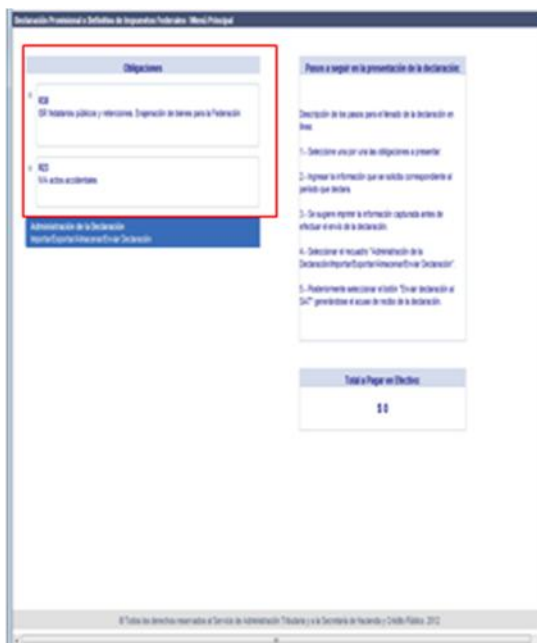 Declaración Provisional o Definitiva de Impuestos Federales: Menú Principal
Obligaciones
R38
ISR fedatarios públicos y retenciones. Enajenación de bienes para la Federación
R23
IVA actos accidentales.
Administración de la Declaración
Importar/Exportar/Almacenar/Enviar Declaración
Pasos a seguir en la presentación de la declaración:
Descripción de los pasos para el llenado de la declaración en
línea:
1.- Seleccione una por una las obligaciones a presentar.
2.- Ingresar la información que se solicita correspondiente al
periodo que declara.
3.- Se sugiere imprimir la información capturada antes de
efectuar el envío de la declaración.
4.- Seleccionar el recuadro "Administración de la
Declaración/Importar/Exportar/Almacenar/Enviar Declaración".
5.- Posteriormente seleccionar el botón "Enviar declaración al
SAT" generándose el acuse de recibo de la declaración.
Total a Pagar en Efectivo:
$ 0
® Todos los derechos reservados al Servicio de Administración Tributaria y a la Secretaría de Hacienda y Crédito Público. 2012